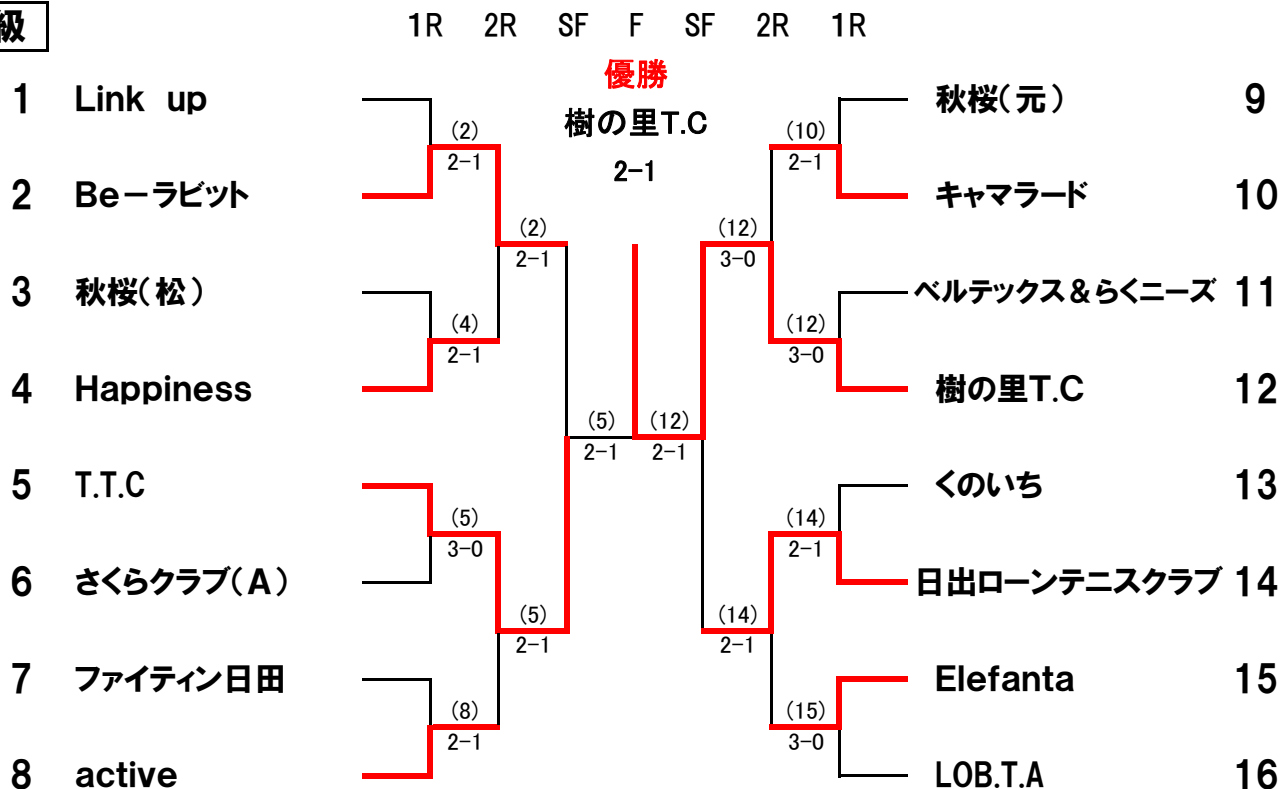 級
1R 2R SF F SF 2R 1R
優勝
樹の里T.C
2-1
1 Link up
2 Be-ラビット
3 秋桜(松)
4 Happiness
5 T.T.C
6 さくらクラブ(A)
7 ファイティン日田
8 active
(2)
2-1
(4)
2-1
(5)
3-0
(8)
2-1
(2)
2-1
(5)
2-1
(5)
2-1
(12)
2-1
(12)
3-0
(14)
2-1
(10)
2-1
(12)
3-0
(14)
2-1
(15)
3-0
秋桜(元) 9
キャマラード 10
ベルテックス&らくニーズ 11
樹の里T.C 12
くのいち 13
日出ローンテニスクラブ 14
Elefanta 15
LOB.T.A 16